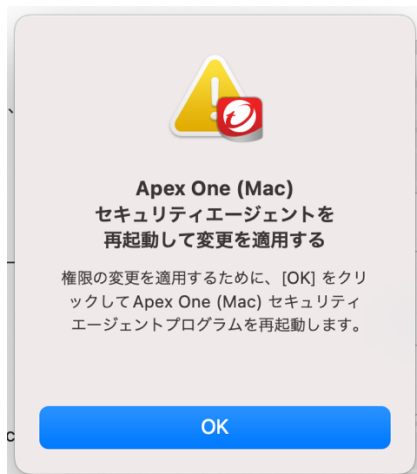 Apex One (Mac)
セキュリティエージェントを
再起動して変更を適用する
権限の変更を適用するために、[OK] をクリ
ックして Apex One (Mac) セキュリティ
エージェントプログラムを再起動します。
OK